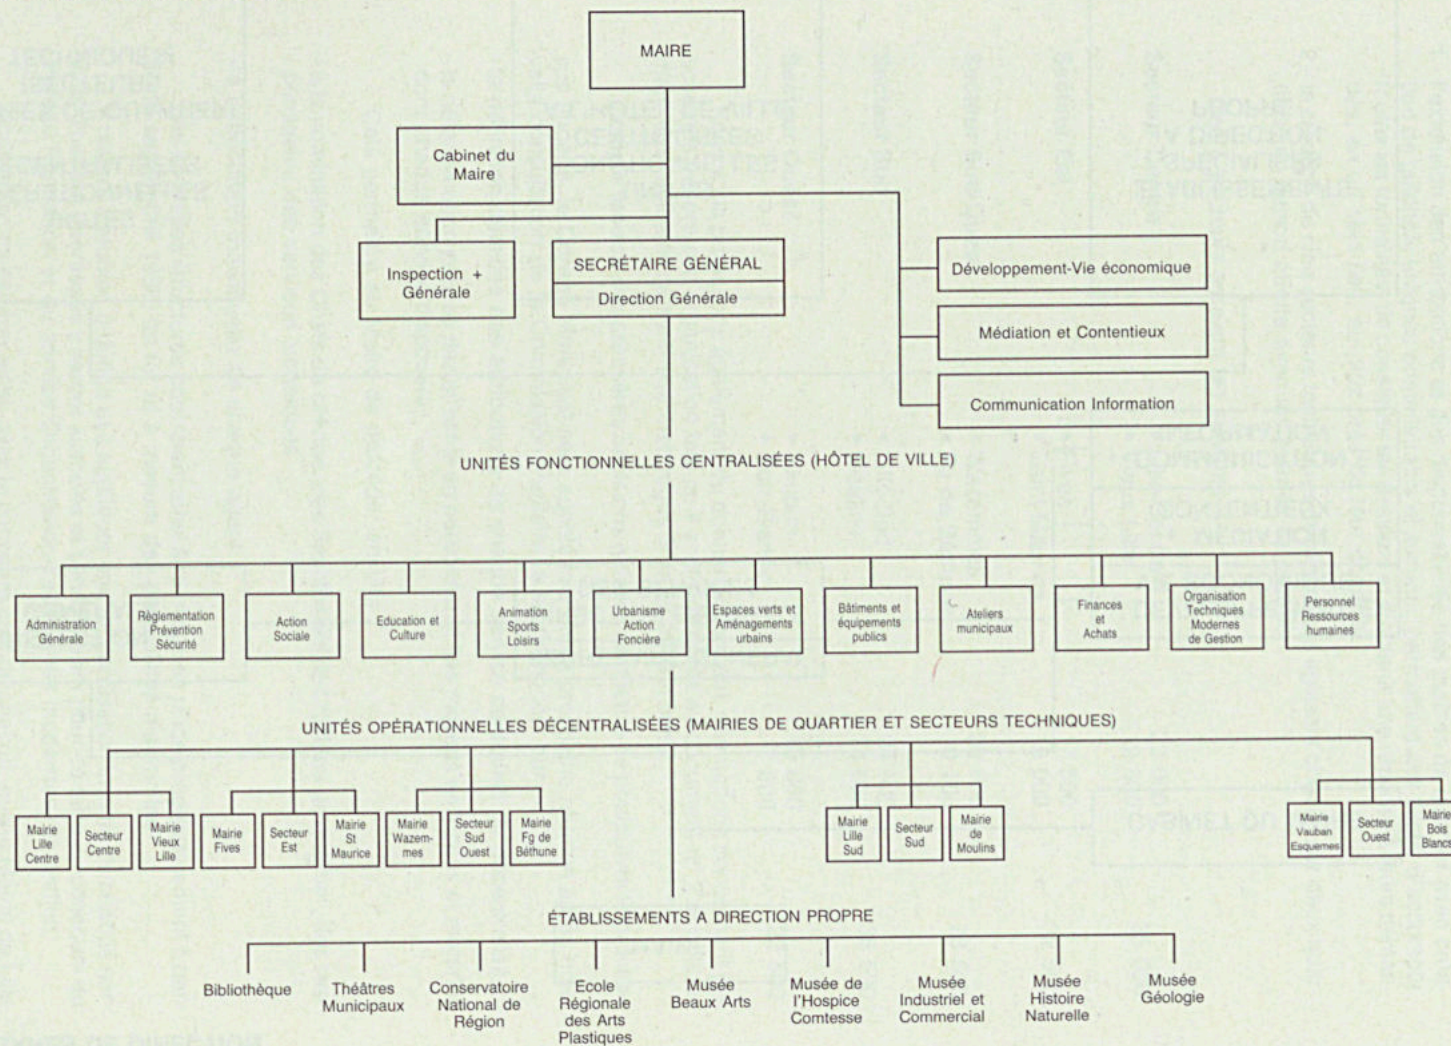 MAIRE
Cabinet du
Maire
Inspection +
Générale
SECRÉTAIRE GÉNÉRAL
Direction Générale
Développement-Vie économique
Médiation et Contentieux
Communication Information
UNITÉS FONCTIONNELLES CENTRALISÉES (HÔTEL DE VILLE)
Administration
Générale
Règlementation
Prévention
Sécurité
Action
Sociale
Education et
Culture
Animation
Sports
Loisirs
Urbanisme
Action
Foncière
Espaces verts et
Aménagements
urbains
Bâtiments et
équipements
publics
Ateliers
municipaux
Finances
et
Achats
Organisation
Techniques
Modernes
de Gestion
Personnel
Ressources
humaines
UNITÉS OPÉRATIONNELLES DÉCENTRALISÉES (MAIRIES DE QUARTIER ET SECTEURS TECHNIQUES)
Mairie
Lille
Centre
Secteur
Centre
Mairie
Vieux
Lille
Mairie
Fives
Secteur
Est
Mairie
St
Maurice
Mairie
Wazem-
mes
Secteur
Sud
Ouest
Mairie
Fg de
Béthune
Mairie
Lille
Sud
Secteur
Sud
Mairie
de
Moulins
Mairie
Vauban
Esquemes
Secteur
Ouest
Mairie
Bois
Blancs
ÉTABLISSEMENTS A DIRECTION PROPRE
Bibliothèque
Théâtres
Municipaux
Conservatoire
National de
Région
Ecole
Régionale
des Arts
Plastiques
Musée
Beaux Arts
Musée de
l'Hospice
Comtesse
Musée
Industriel et
Commercial
Musée
Histoire
Naturelle
Musée
Géologie